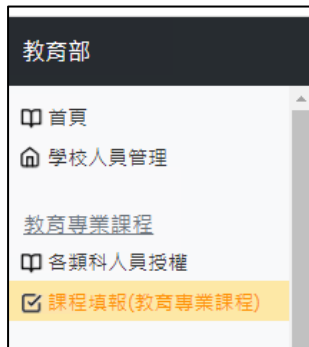 教育部
首頁
學校人員管理
教育專業課程
各類科人員授權
課程填報(教育專業課程)